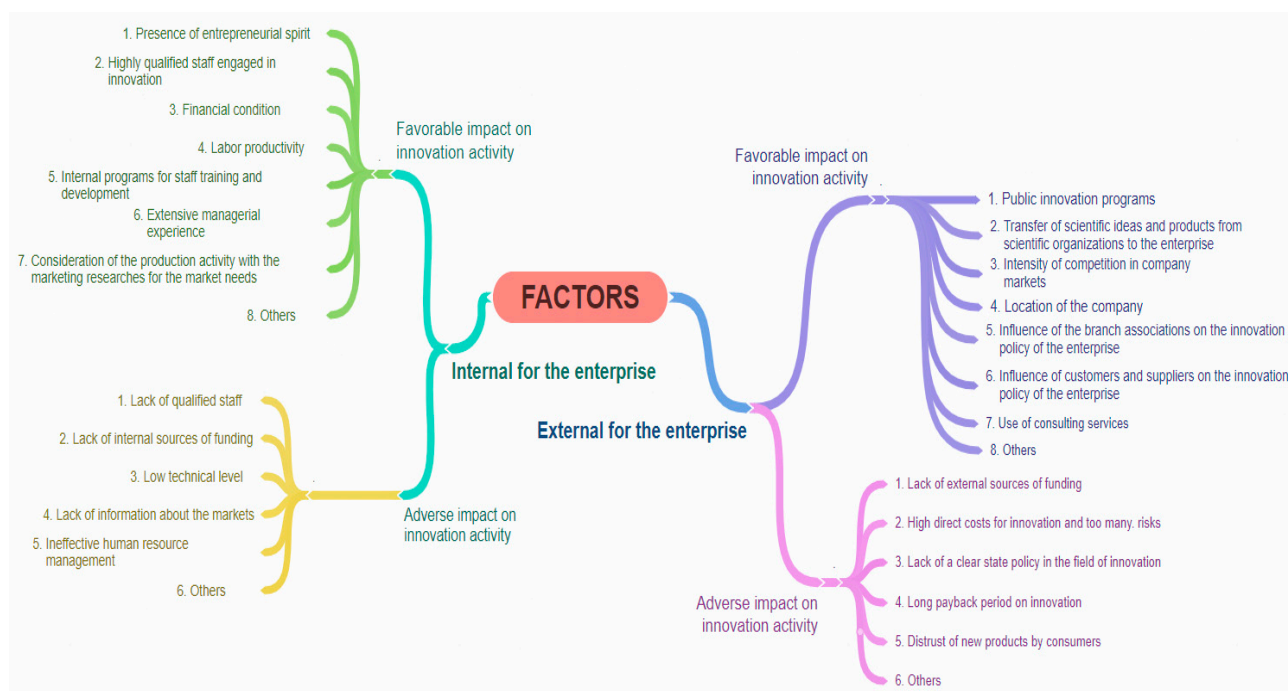 FACTORS
Internal for the enterprise
Favorable impact on
innovation activity
1. Presence of entrepreneurial spirit
2. Highly qualified staff engaged in
innovation
3. Financial condition
4. Labor productivity
5. Internal programs for staff training and
development
6. Extensive managerial
experience
7. Consideration of the production activity with the
marketing researches for the market needs
8. Others
Adverse impact on
innovation activity
1. Lack of qualified staff
2. Lack of internal sources of funding
3. Low technical level
4. Lack of information about the markets
5. Ineffective human resource
management
6. Others
External for the enterprise
Favorable impact on
innovation activity
1. Public innovation programs
2. Transfer of scientific ideas and products from
scientific organizations to the enterprise
3. Intensity of competition in company
markets
4. Location of the company
5. Influence of the branch associations on the innovation
policy of the enterprise
6. Influence of customers and suppliers on the innovation
policy of the enterprise
7. Use of consulting services
8. Others
Adverse impact on
innovation activity
1. Lack of external sources of funding
2. High direct costs for innovation and too many. risks
3. Lack of a clear state policy in the field of innovation
4. Long payback period on innovation
5. Distrust of new products by consumers
6. Others